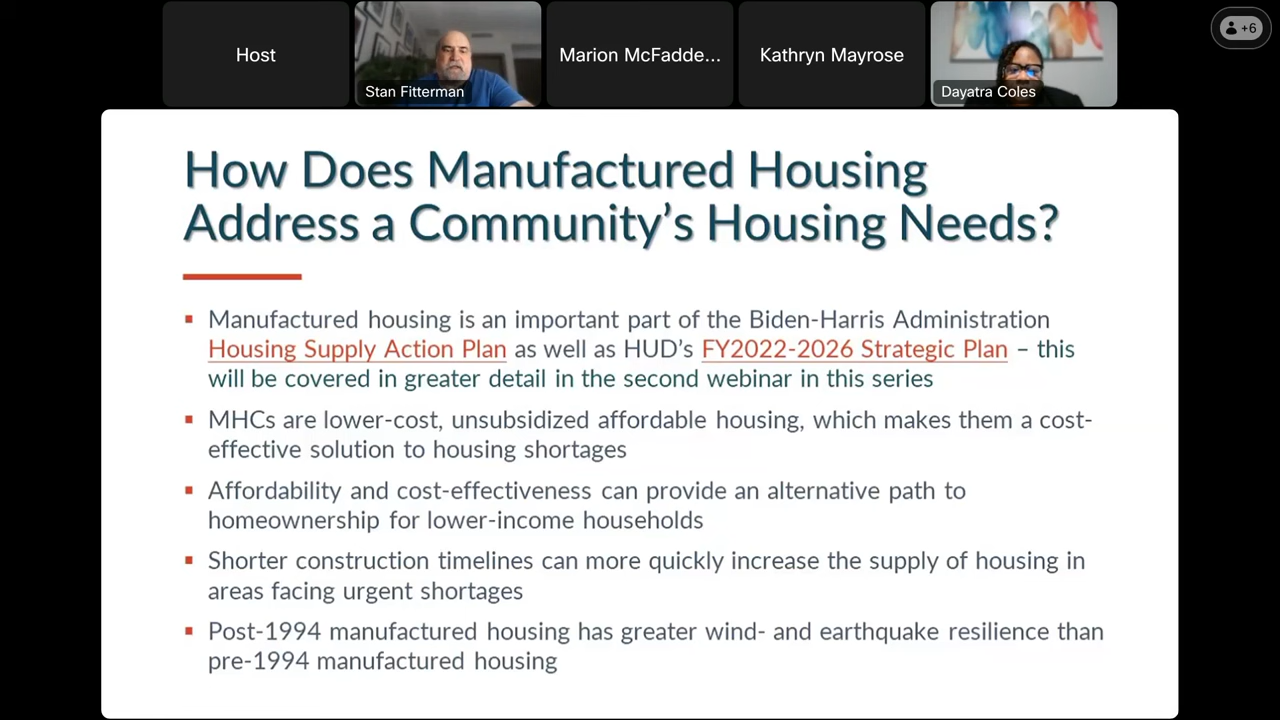 Host
Stan Fitterman
Marion McFadde...
Kathryn Mayrose
Dayatra Coles
+6
How Does Manufactured Housing
Address a Community’s Housing Needs?
▪ Manufactured housing is an important part of the Biden-Harris Administration
Housing Supply Action Plan as well as HUD’s FY2022-2026 Strategic Plan – this
will be covered in greater detail in the second webinar in this series
▪ MHCs are lower-cost, unsubsidized affordable housing, which makes them a cost-
effective solution to housing shortages
▪ Affordability and cost-effectiveness can provide an alternative path to
homeownership for lower-income households
▪ Shorter construction timelines can more quickly increase the supply of housing in
areas facing urgent shortages
▪ Post-1994 manufactured housing has greater wind- and earthquake resilience than
pre-1994 manufactured housing